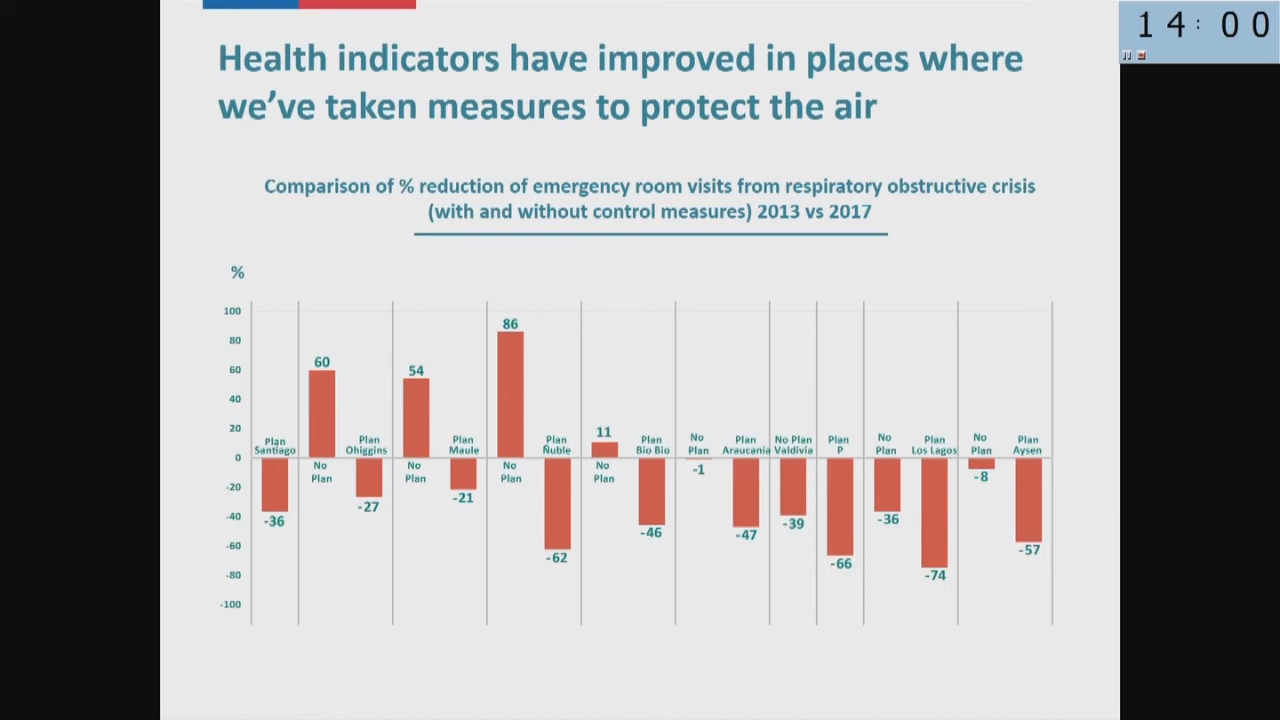 14:00
Health indicators have improved in places where
we’ve taken measures to protect the air
Comparison of % reduction of emergency room visits from respiratory obstructive crisis
(with and without control measures) 2013 vs 2017
%
100
80
60
40
20
0
-20
-40
-60
-80
-100
Plan
Santiago
-36
60
No
Plan
Plan
Ohiggins
-27
54
No
Plan
Plan
Maule
-21
86
No
Plan
Plan
Ñuble
-62
11
No
Plan
Plan
Bio Bio
-46
No
Plan
-1
Plan
Araucania
-47
No Plan
Valdivia
-39
Plan
P
-66
No
Plan
-36
Plan
Los Lagos
-74
No
Plan
-8
Plan
Aysen
-57